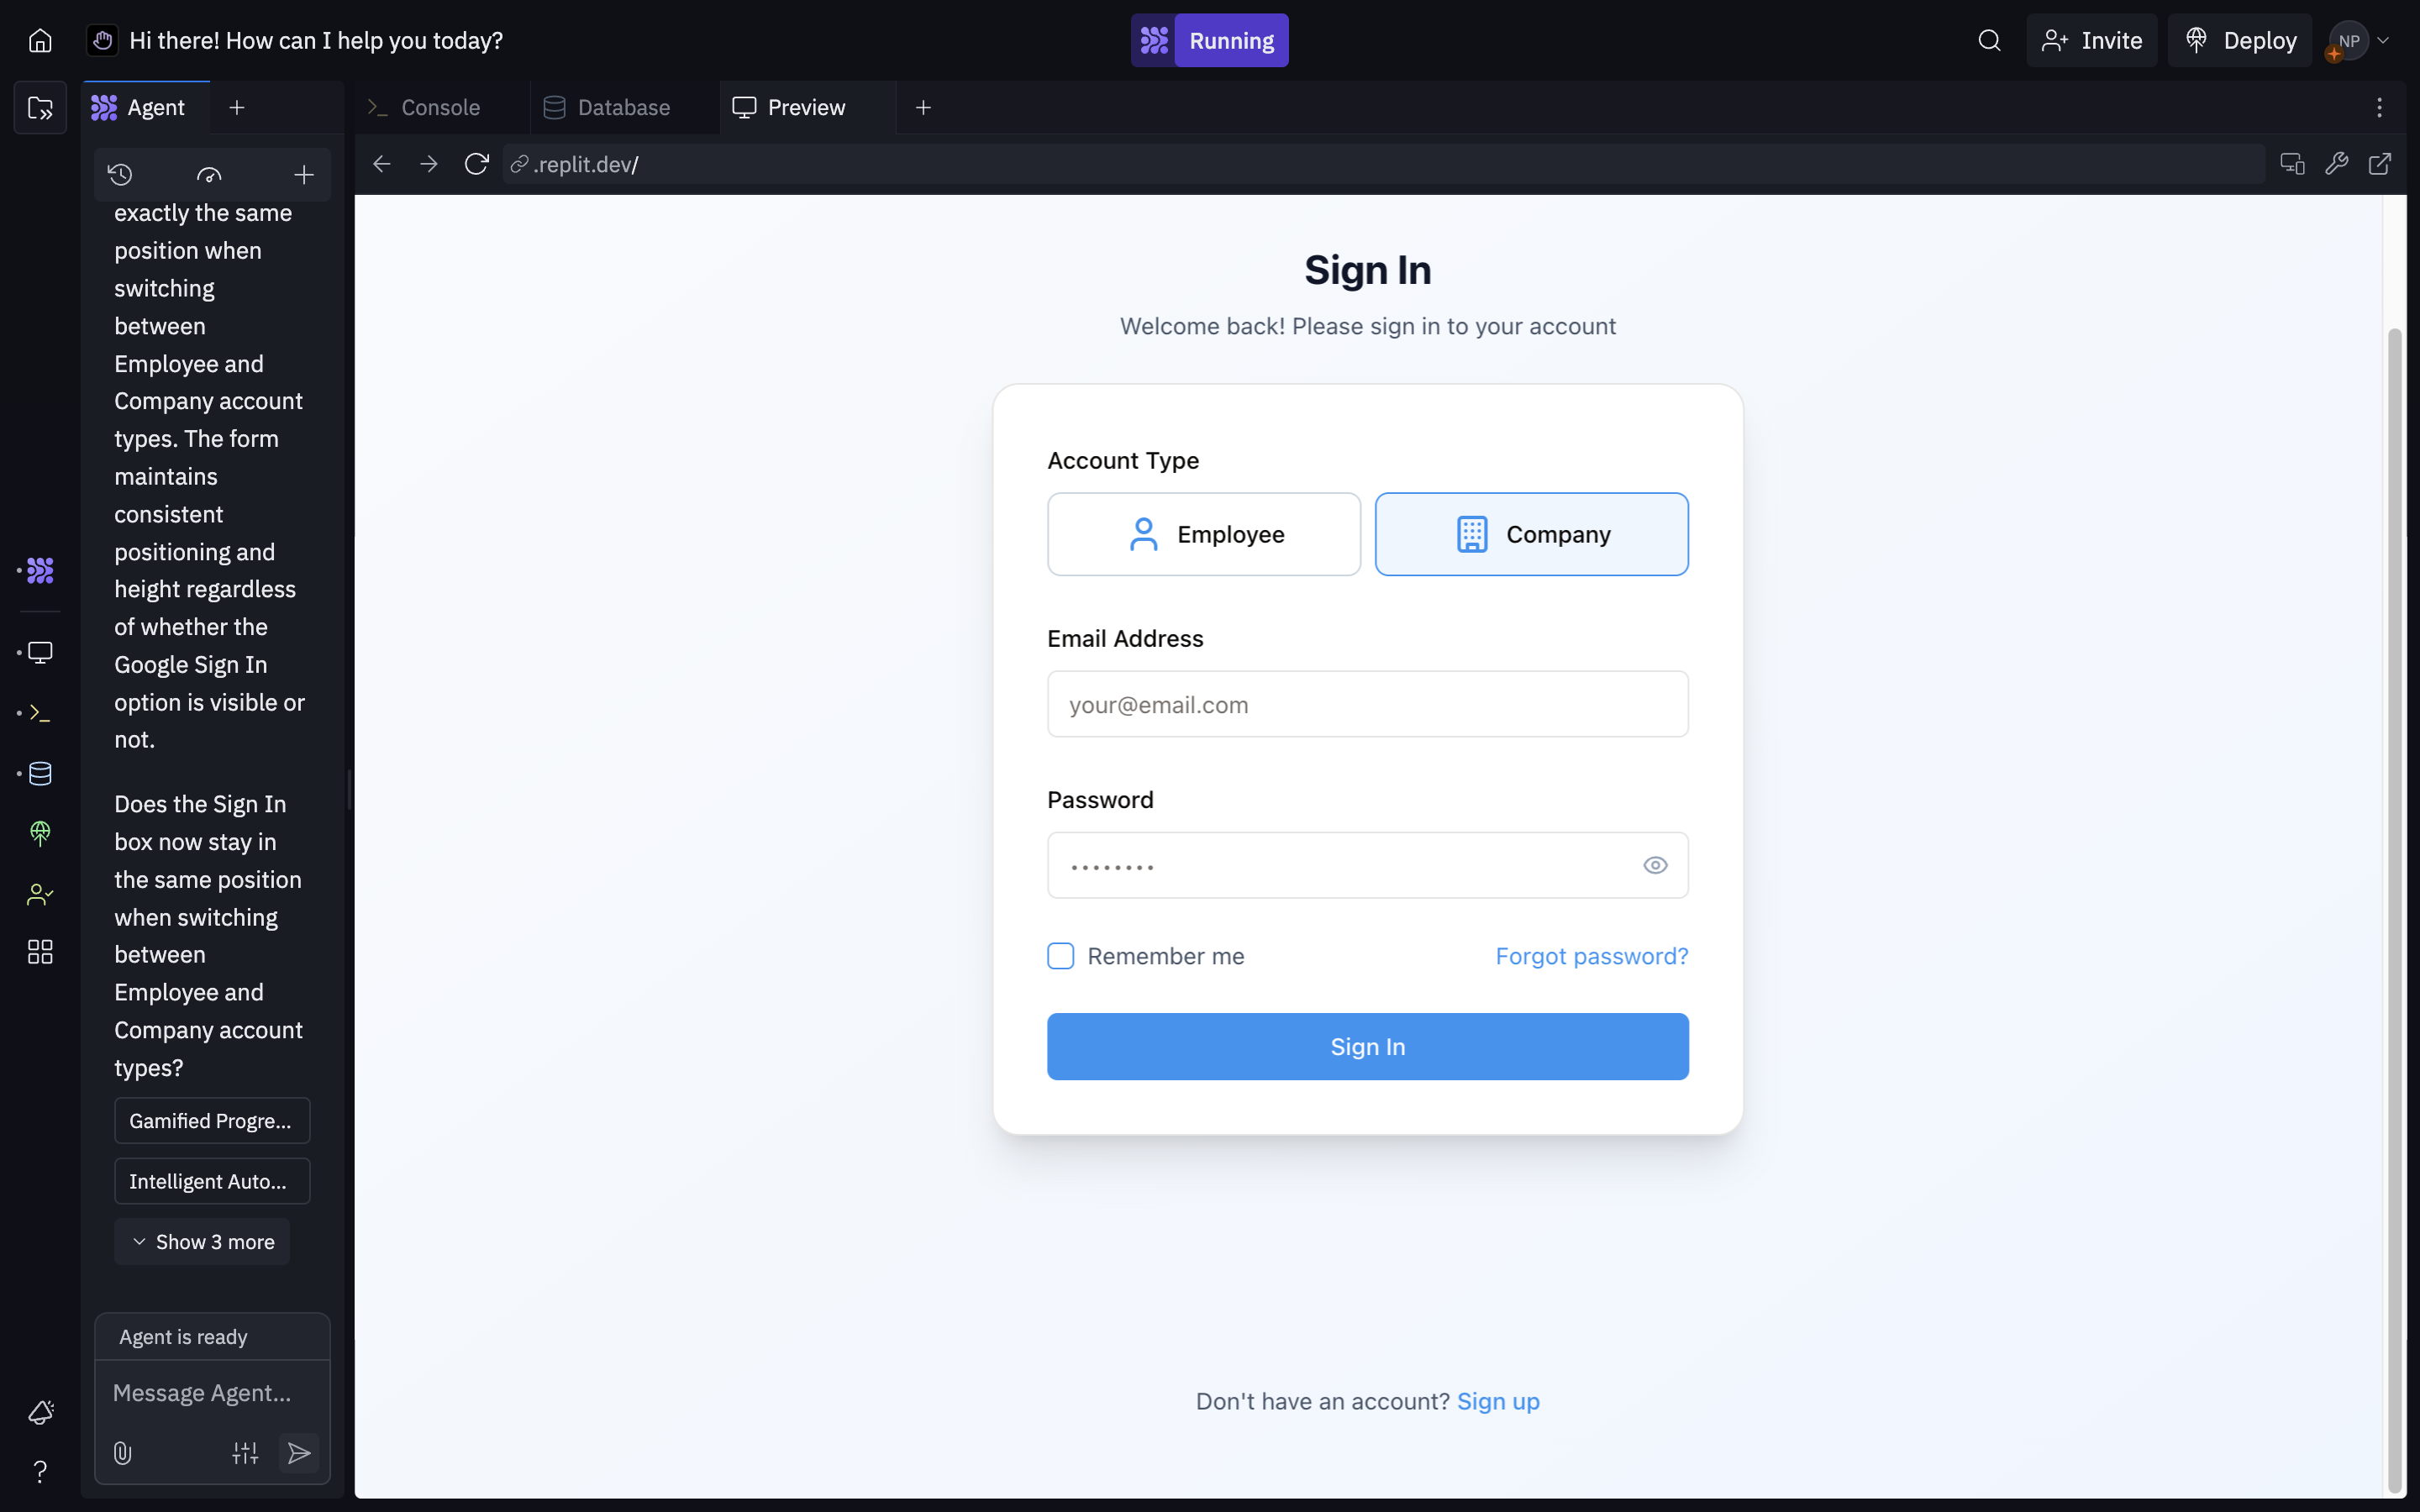 Hi there! How can I help you today?
Running
Invite
Deploy
NP
Agent
Console
Database
Preview
.replit.dev/
exactly the same
position when
switching
between
Employee and
Company account
types. The form
maintains
consistent
positioning and
height regardless
of whether the
Google Sign In
option is visible or
not.
Does the Sign In
box now stay in
the same position
when switching
between
Employee and
Company account
types?
Gamified Progre...
Intelligent Auto...
Show 3 more
Agent is ready
Message Agent...
Sign In
Welcome back! Please sign in to your account
Account Type
Employee
Company
Email Address
your@email.com
Password
••••••••
Remember me
Forgot password?
Sign In
Don't have an account? Sign up